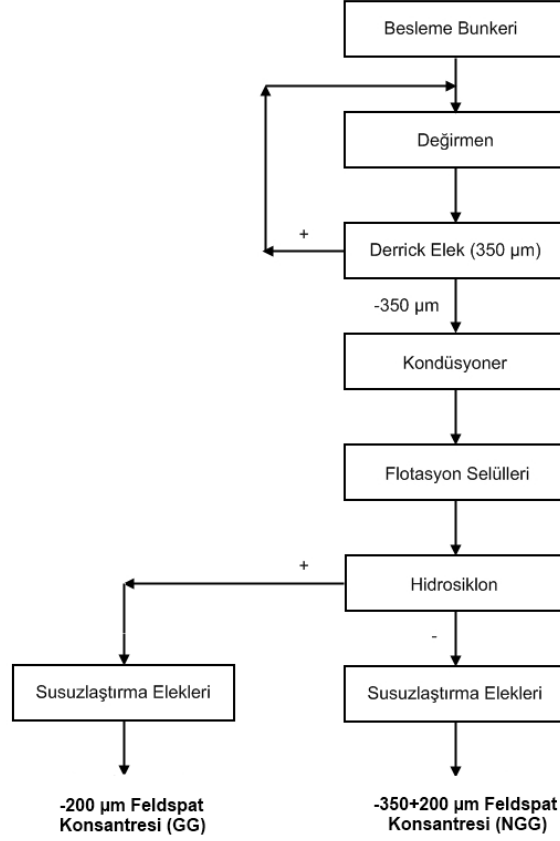 Besleme Bunkeri
Değirmen
+
Derrick Elek (350 µm)
-350 µm
Kondüsyoner
Flotasyon Selülleri
+
Hidrosiklon
-
Susuzlaştırma Elekleri
Susuzlaştırma Elekleri
-200 µm Feldspat
Konsantresi (GG)
-350+200 µm Feldspat
Konsantresi (NGG)